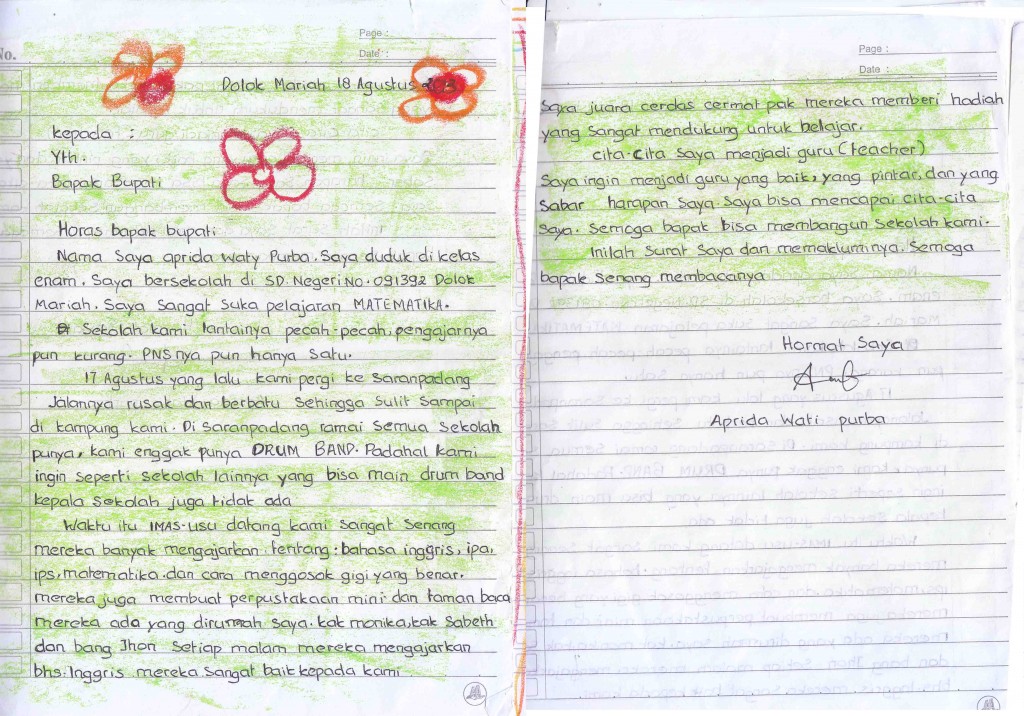 No.
Page :
Date :
Dolok Mariah 18 Agustus
kepada :
Yth.
Bapak Bupati
Horas bapak bupati
Nama saya aprida waty Purba. Saya duduk di kelas
enam. Saya bersekolah di SD. Negeri No. 091392 Dolok
Mariah. Saya Sangat suka pelajaran MATEMATIKA.
Sekolah kami lantainya pecah-pecah, pengajarnya
pun kurang. PNS nya pun hanya satu.
17 Agustus yang lalu kami pergi ke saranpadang
Jalannya rusak dan berbatu sehingga sulit sampai
di kampung kami. Di saranpadang ramai semua sekolah
punya, kami enggak punya DRUM BAND. Padahal kami
ingin seperti sekolah lainnya yang bisa main drum band
kepala sekolah juga tidak ada
Waktu itu IMAS-USU datang kami sangat senang
mereka banyak mengajarkan tentang : bahasa inggris, ipa,
ips, matematika. dan cara menggosok gigi yang benar.
mereka juga membuat perpustakaan mini dan taman baca
mereka ada yang dirumah saya. kak monika, kak sabeth
dan bang Jhon setiap malam mereka mengajarkan
bhs. Inggris mereka sangat baik kepada kami
Page :
Date :
saya juara cerdas cermat pak mereka memberi hadiah
yang sangat mendukung untuk belajar.
cita-cita saya menjadi guru (teacher)
Saya ingin menjadi guru yang baik, yang pintar, dan yang
sabar harapan saya. Saya bisa mencapai cita-cita
saya. Semoga bapak bisa membangun sekolah kami.
Inilah surat saya dan memakluminya. Semoga
bapak senang membacanya
Hormat Saya
Aprida Wati purba